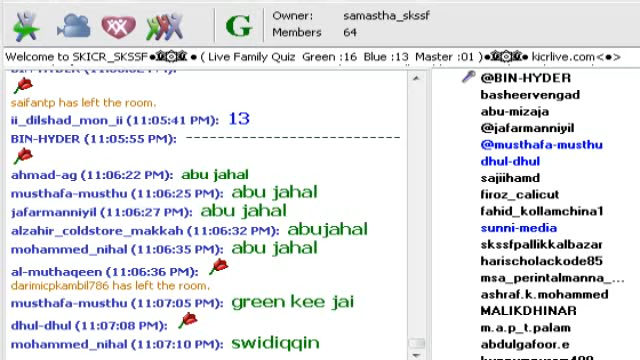 Owner: samastha_skssf
G
Members 64
Welcome to SKICR_SKSSF ( Live Family Quiz Green :16 Blue :13 Master :01 ) kicrlive.com<●>
saifantp has left the room.
ii_dilshad_mon_ii (11:05:41 PM): 13
BIN-HYDER (11:05:55 PM): --------------------------------
ahmad-ag (11:06:22 PM): abu jahal
musthafa-musthu (11:06:25 PM): abu jahal
jafarmanniyil (11:06:27 PM): abu jahal
alzahir_coldstore_makkah (11:06:32 PM): abujahal
mohammed_nihal (11:06:35 PM): abu jahal
al-muthaqeen (11:06:36 PM):
darimicpkambil786 has left the room.
musthafa-musthu (11:07:05 PM): green kee jai
dhul-dhul (11:07:08 PM):
mohammed_nihal (11:07:10 PM): swidiqqin
@BIN-HYDER
basheervengad
abu-mizaja
@jafarmanniyil
@musthafa-musthu
dhul-dhul
sajiihamd
firoz_calicut
fahid_kollamchina1
sunni-media
skssfpallikkalbazar
harischolackode85
msa_perintalmanna_...
ashraf.k.mohammed
MALIKDHINAR
m.a.p_t.palam
abdulgafoor.e